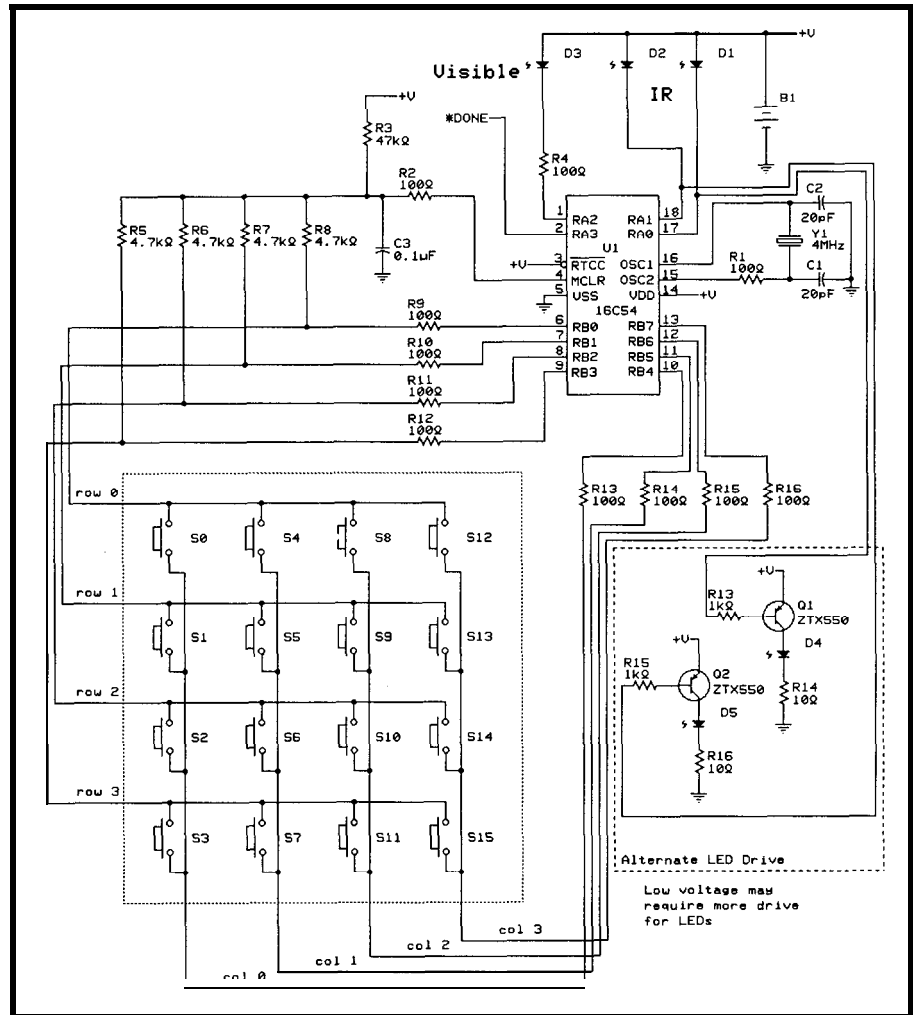 +V
D3
D2
D1
Visible
IR
B1
+V
*DONE
R3
47kΩ
R4
100Ω
R2
100Ω
C2
20pF
R5
4.7kΩ
R6
4.7kΩ
R7
4.7kΩ
R8
4.7kΩ
C3
0.1µF
1 RA2
2 RA3
+V 3 RTCC
4 MCLR
5 VSS
RA1 18
RA0 17
U1
OSC1 16
OSC2 15
VDD 14 +V
16C54
Y1
4MHz
R1
100Ω
C1
20pF
R9
100Ω
6 RB0
7 RB1
8 RB2
9 RB3
RB7 13
RB6 12
RB5 11
RB4 10
R10
100Ω
R11
100Ω
R12
100Ω
R13
100Ω
R14
100Ω
R15
100Ω
R16
100Ω
row 0
S0
S4
S8
S12
row 1
S1
S5
S9
S13
row 2
S2
S6
S10
S14
row 3
S3
S7
S11
S15
+V
R13
1kΩ
Q1
ZTX550
D4
R14
10Ω
+V
R15
1kΩ
Q2
ZTX550
D5
R16
10Ω
Alternate LED Drive
Low voltage may
require more drive
for LEDs
col 3
col 2
col 1
col 0